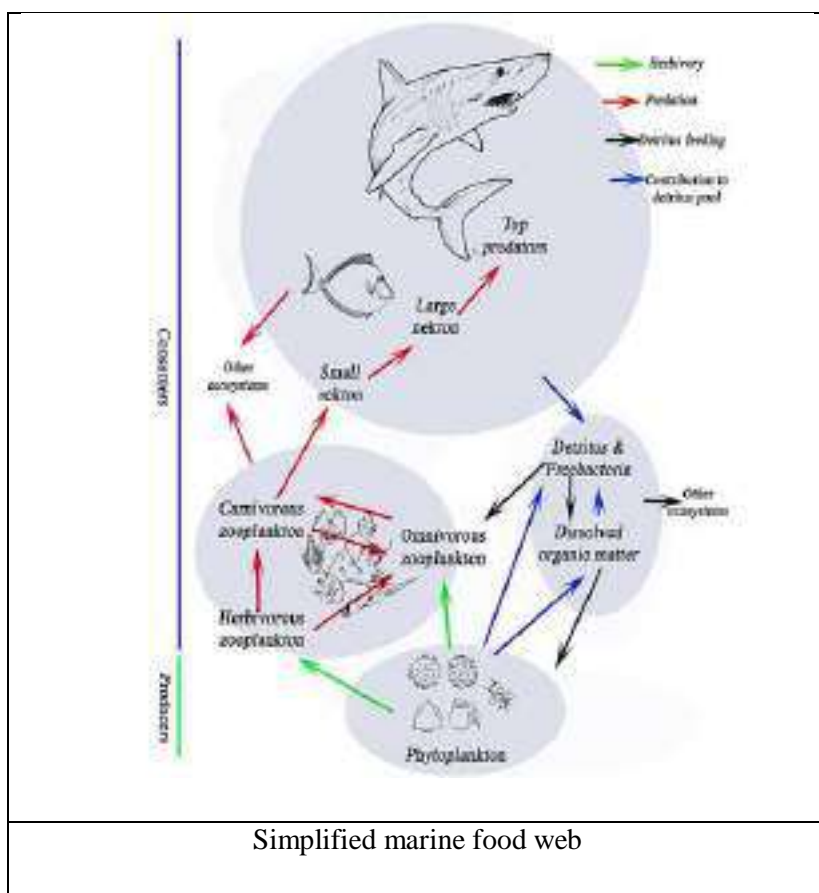 Herbivory
Predation
Detritus feeding
Contribution to
detritus pool
Top
predators
Large
nekton
Small
nekton
Other
ecosystems
Consumers
Detritus &
Other
ecosystems
Dissolved
organic matter
Carnivorous
zooplankton
Omnivorous
zooplankton
Herbivorous
zooplankton
Producers
Phytoplankton
Simplified marine food web